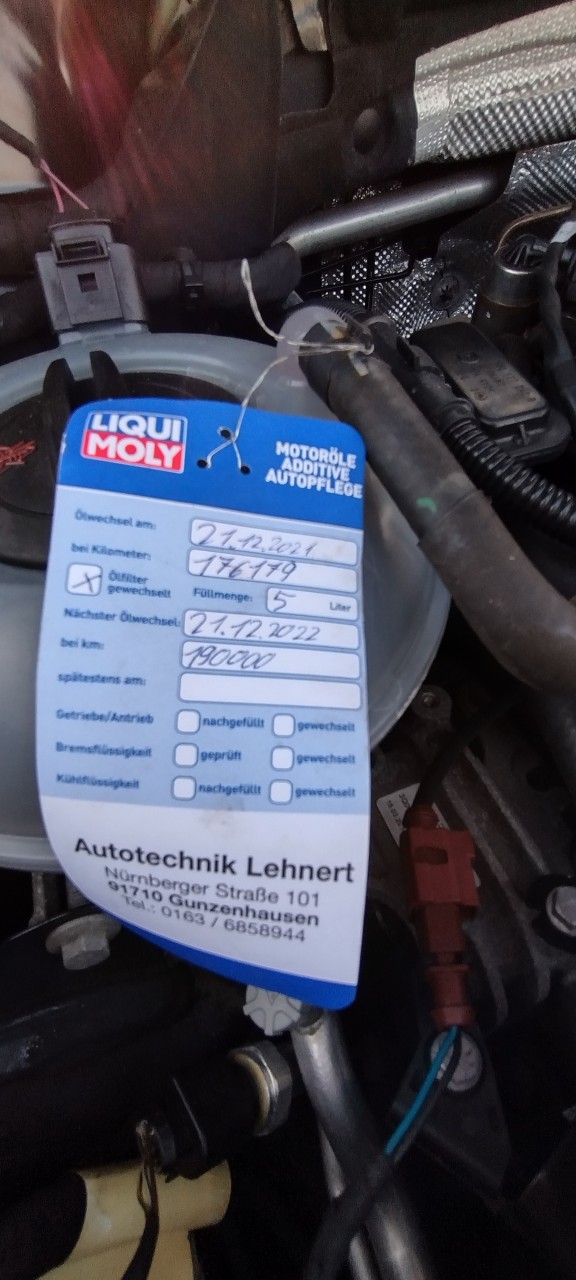 LIQUI
MOLY
MOTORÖLE
ADDITIVE
AUTOPFLEGE
Ölwechsel am: 21.12.2021
bei Kilometer: 176179
X Ölfilter gewechselt Füllmenge: 5 Liter
Nächster Ölwechsel: 21.12.2022
bei km: 190000
spätestens am:
Getriebe/Antrieb nachgefüllt gewechselt
Bremsflüssigkeit geprüft gewechselt
Kühlflüssigkeit nachgefüllt gewechselt
Autotechnik Lehnert
Nürnberger Straße 101
91710 Gunzenhausen
Tel.: 0163 / 6858944